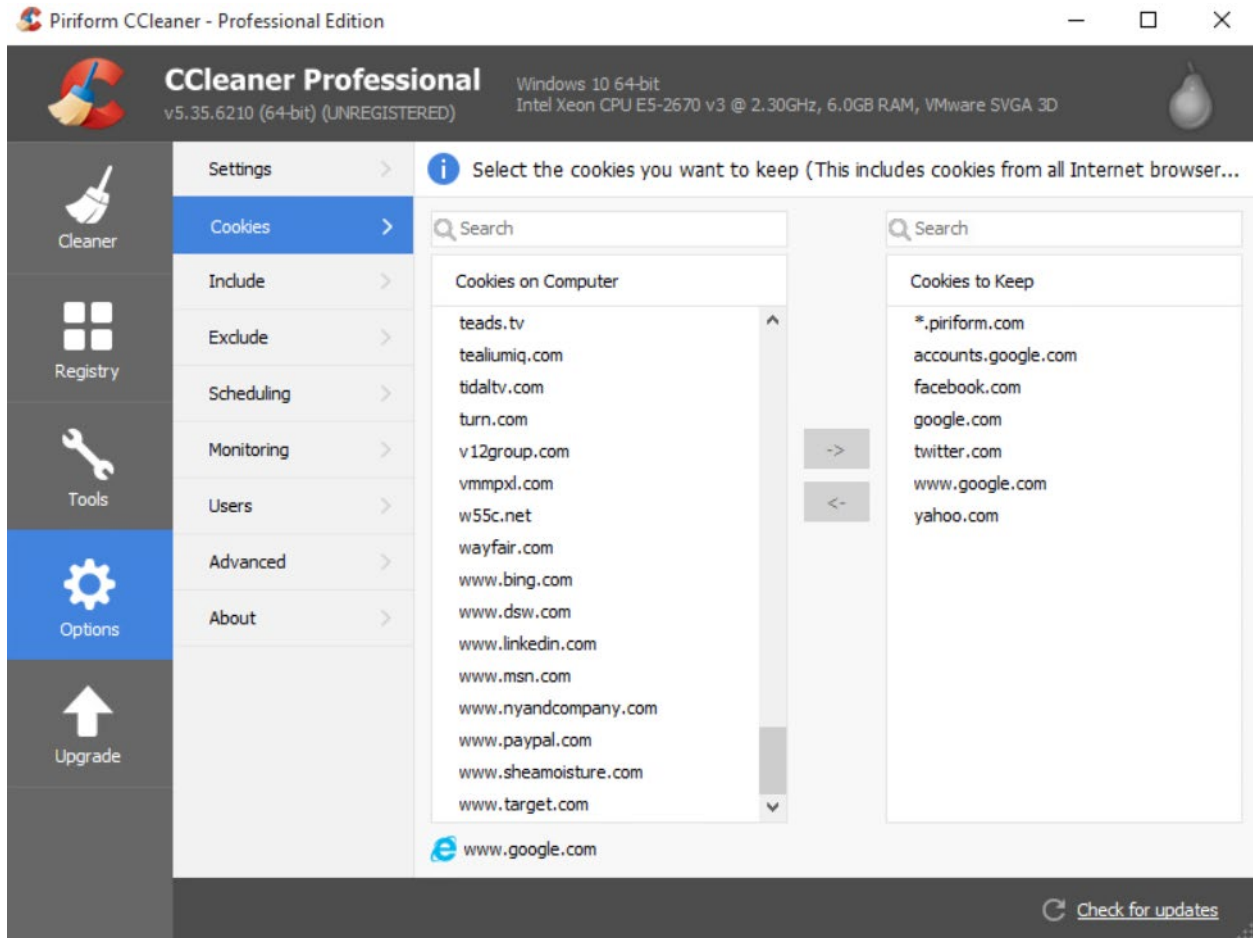 Piriform CCleaner - Professional Edition
CCleaner Professional
v5.35.6210 (64-bit) (UNREGISTERED)
Windows 10 64-bit
Intel Xeon CPU E5-2670 v3 @ 2.30GHz, 6.0GB RAM, VMware SVGA 3D
Cleaner
Registry
Tools
Options
Upgrade
Settings
Cookies
Include
Exclude
Scheduling
Monitoring
Users
Advanced
About
Select the cookies you want to keep (This includes cookies from all Internet browser...
Search
Cookies on Computer
teads.tv
tealiumiq.com
tidaltv.com
turn.com
v12group.com
vmmpxl.com
w55c.net
wayfair.com
www.bing.com
www.dsw.com
www.linkedin.com
www.msn.com
www.nyandcompany.com
www.paypal.com
www.sheamoisture.com
www.target.com
www.google.com
->
<-
Search
Cookies to Keep
*.piriform.com
accounts.google.com
facebook.com
google.com
twitter.com
www.google.com
yahoo.com
Check for updates